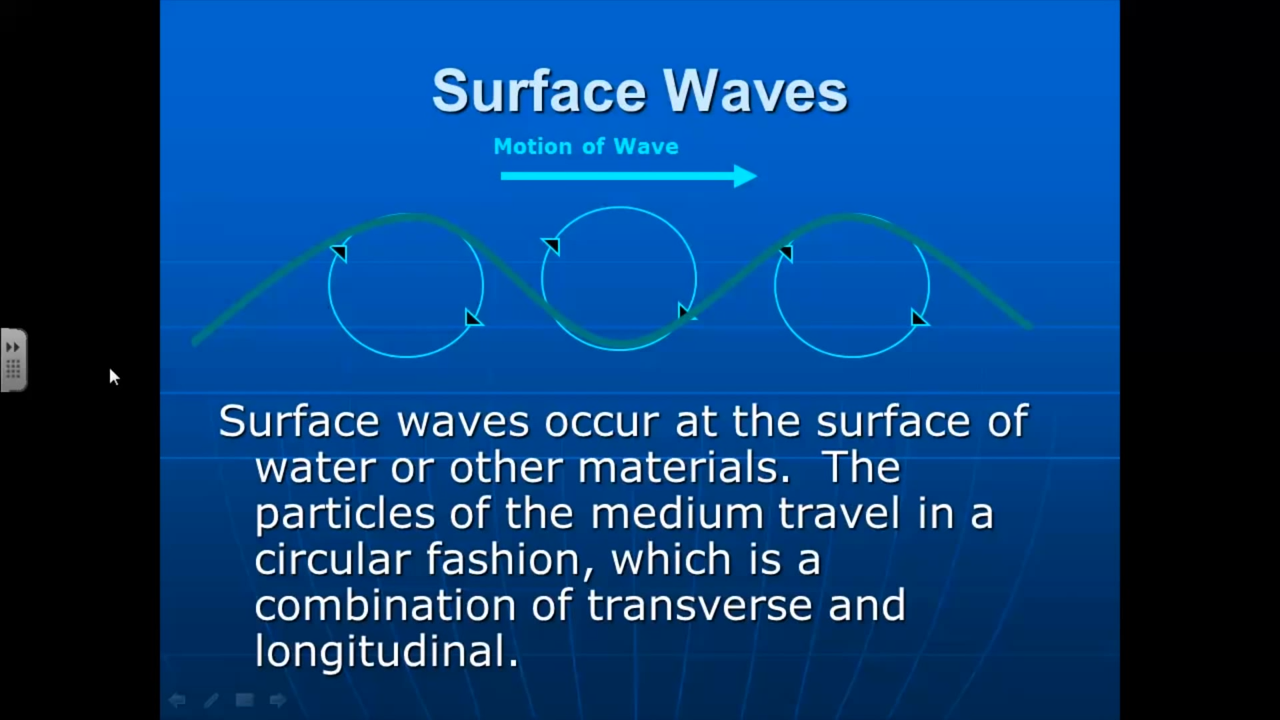 Surface Waves
Motion of Wave
Surface waves occur at the surface of
water or other materials.  The
particles of the medium travel in a
circular fashion, which is a
combination of transverse and
longitudinal.